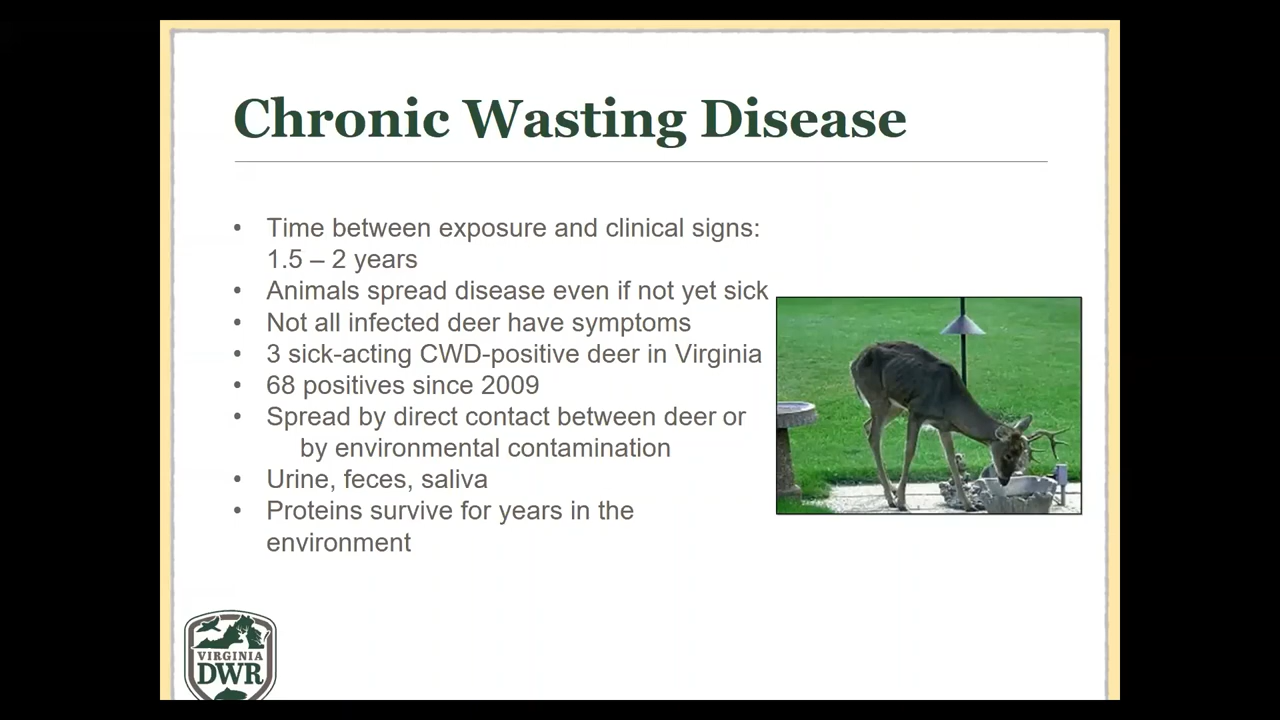 Chronic Wasting Disease
• Time between exposure and clinical signs:
1.5 – 2 years
• Animals spread disease even if not yet sick
• Not all infected deer have symptoms
• 3 sick-acting CWD-positive deer in Virginia
• 68 positives since 2009
• Spread by direct contact between deer or
by environmental contamination
• Urine, feces, saliva
• Proteins survive for years in the
environment
VIRGINIA
DWR